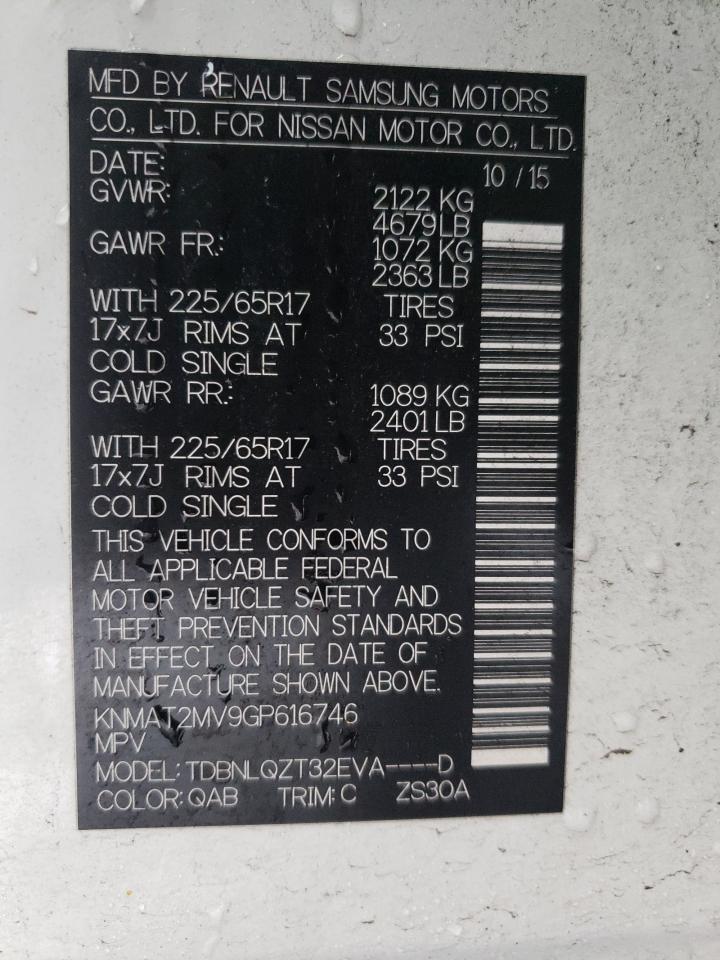 MFD BY RENAULT SAMSUNG MOTORS
CO., LTD. FOR NISSAN MOTOR CO., LTD.
DATE: 10 / 15
GVWR: 2122 KG
4679 LB
GAWR FR.: 1072 KG
2363 LB
WITH 225/65R17 TIRES
17x7J RIMS AT 33 PSI
COLD SINGLE
GAWR RR.: 1089 KG
2401 LB
WITH 225/65R17 TIRES
17x7J RIMS AT 33 PSI
COLD SINGLE
THIS VEHICLE CONFORMS TO
ALL APPLICABLE FEDERAL
MOTOR VEHICLE SAFETY AND
THEFT PREVENTION STANDARDS
IN EFFECT ON THE DATE OF
MANUFACTURE SHOWN ABOVE.
KNMAT2MV9GP616746
MPV
MODEL: TDBNLQZT32EVA----D
COLOR: QAB TRIM: C ZS30A